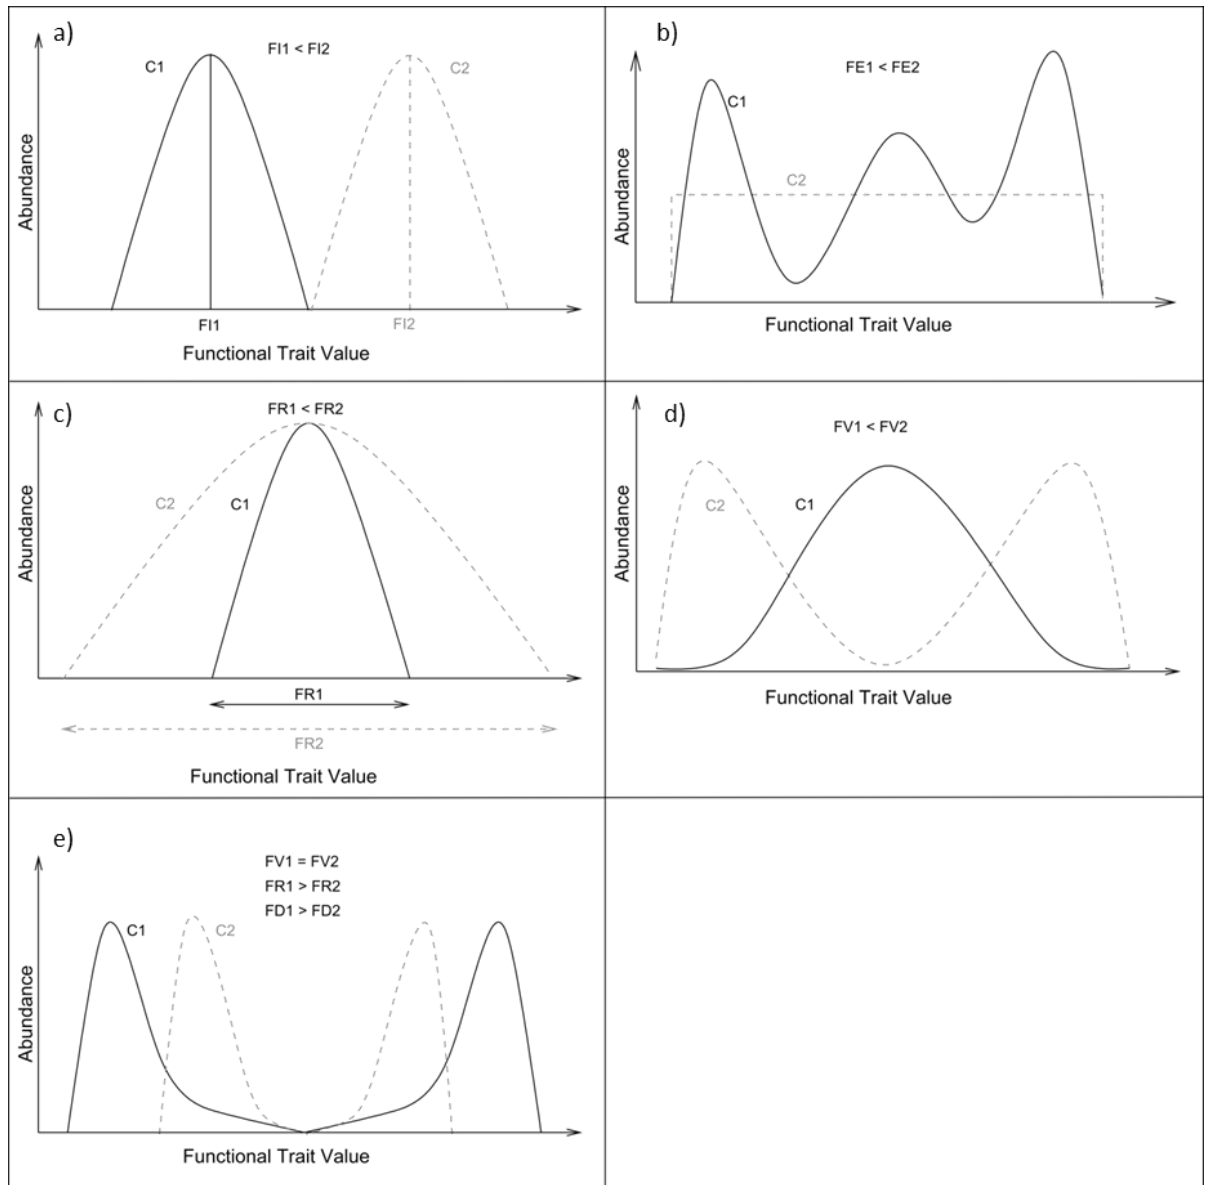 a)
FI1 < FI2
C1
C2
Abundance
FI1
FI2
Functional Trait Value
b)
FE1 < FE2
C1
C2
Abundance
Functional Trait Value
c)
FR1 < FR2
C2
C1
Abundance
FR1
FR2
Functional Trait Value
d)
FV1 < FV2
C2
C1
Abundance
Functional Trait Value
e)
FV1 = FV2
FR1 > FR2
FD1 > FD2
C1
C2
Abundance
Functional Trait Value